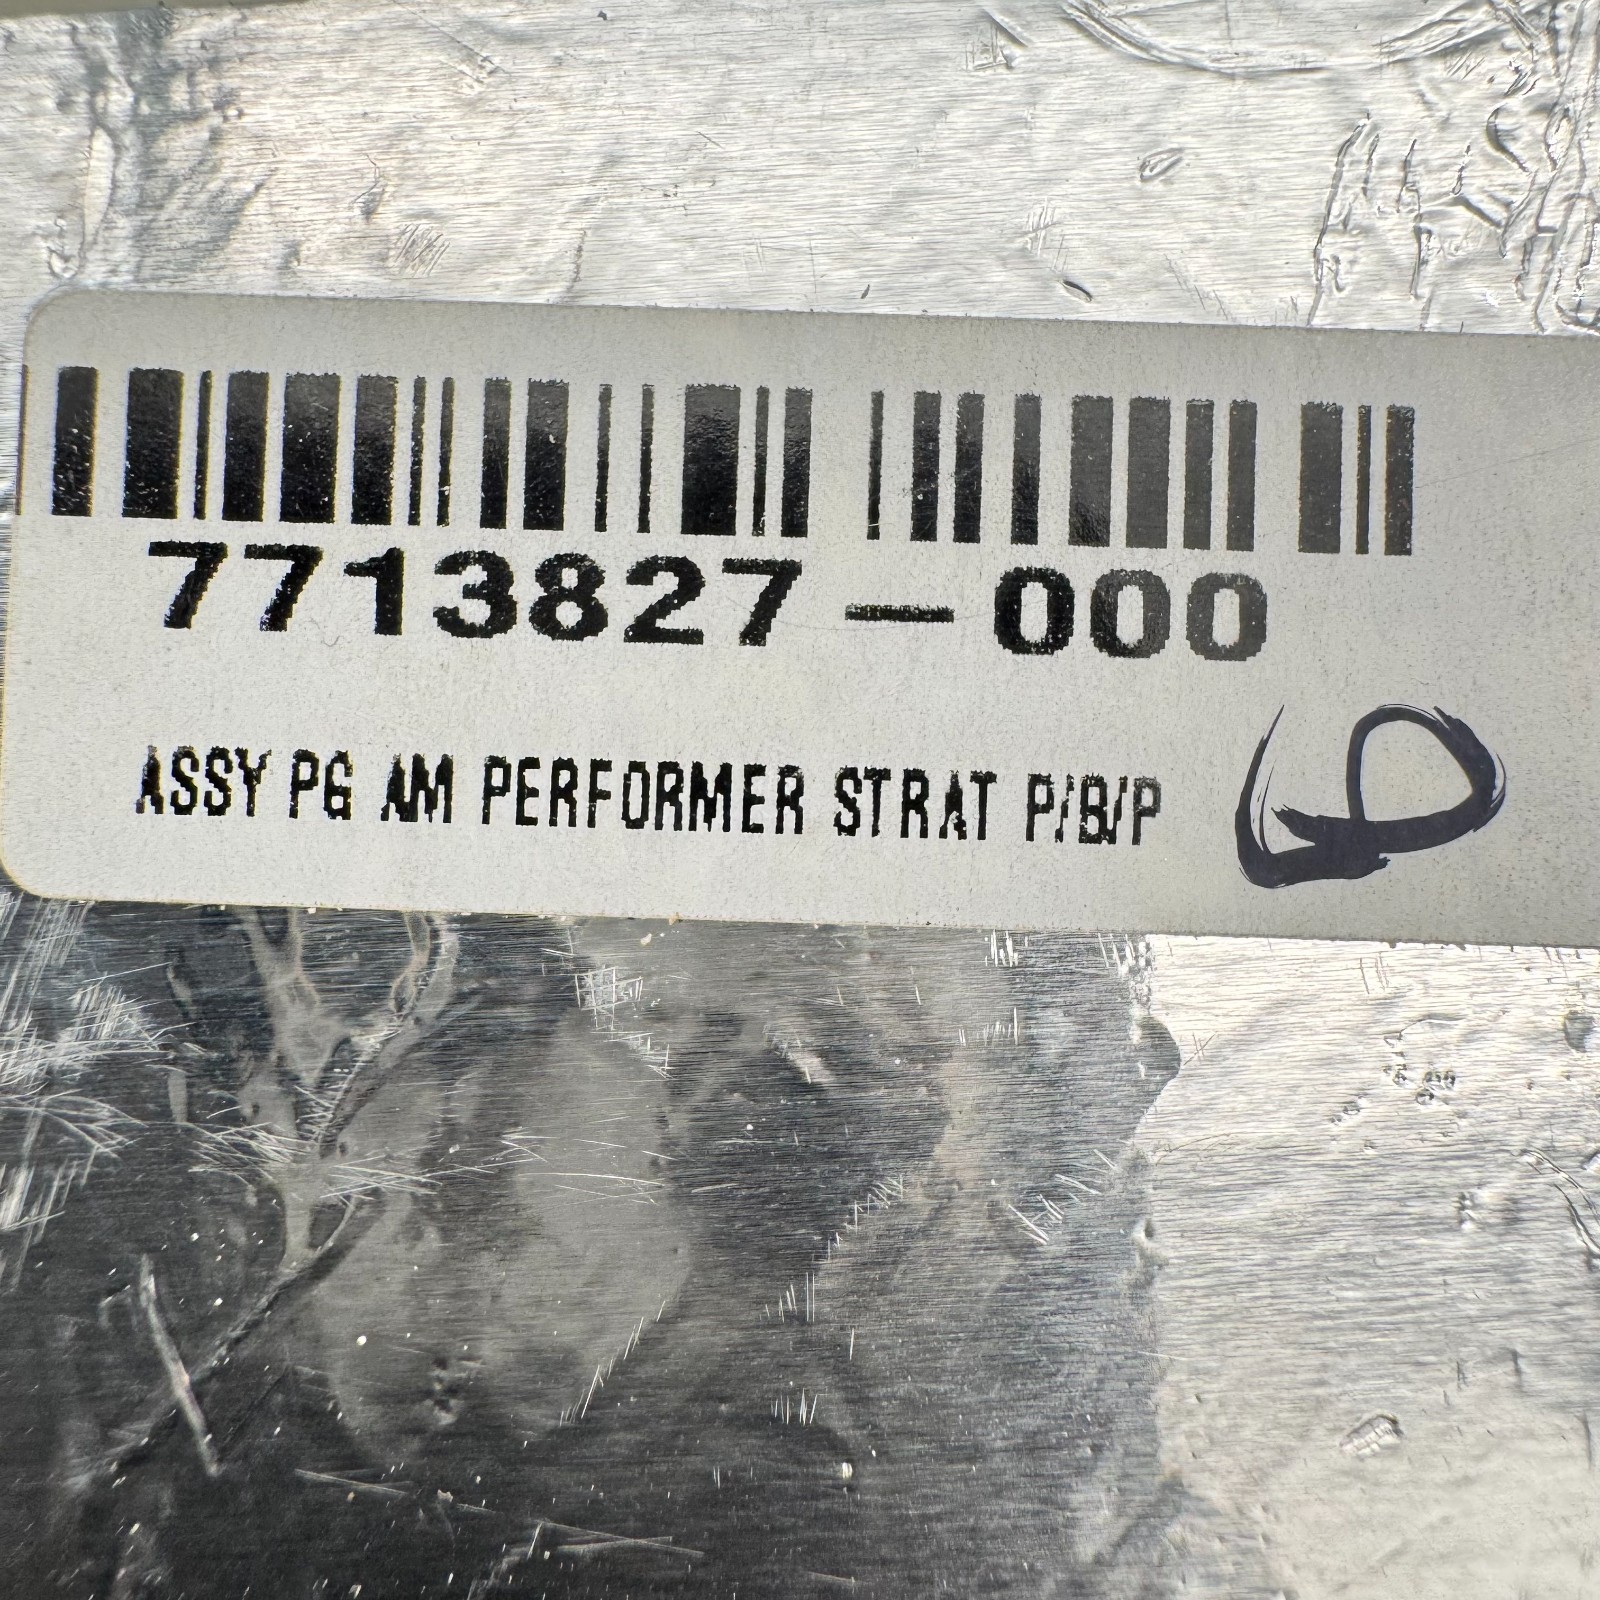 7713827-000
ASSY PG AM PERFORMER STRAT P/B/P